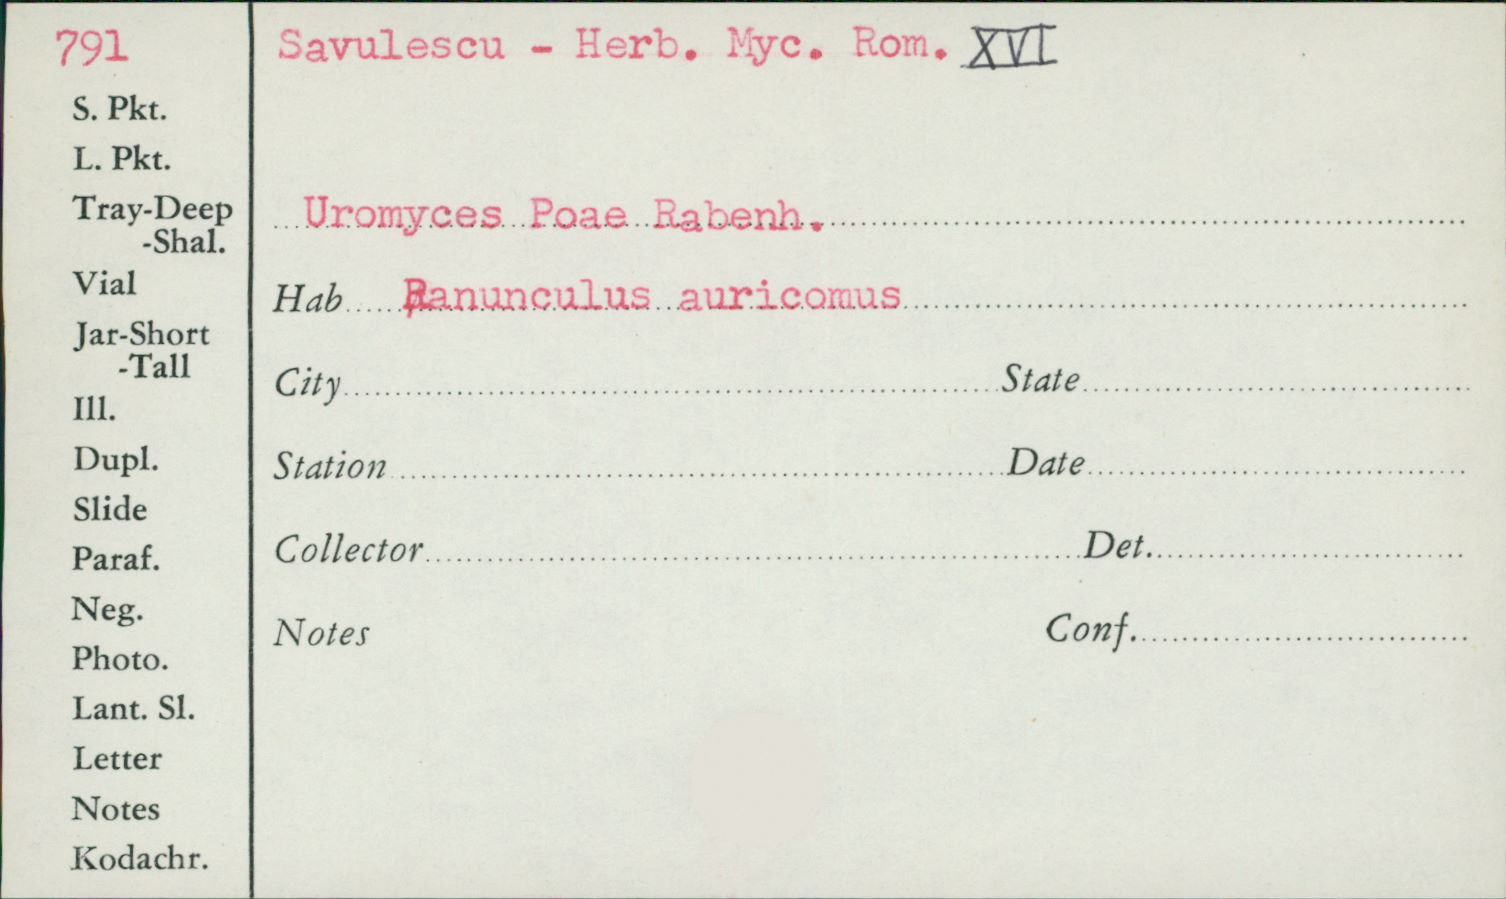 791
Savulescu - Herb. Myc. Rom. XVI
S. Pkt.
L. Pkt.
Tray-Deep
-Shal.
Vial
Jar-Short
-Tall
Ill.
Dupl.
Slide
Paraf.
Neg.
Photo.
Lant. Sl.
Letter
Notes
Kodachr.
Uromyces Poae Rabenh.
Hab Ranunculus auricomus
City State
Station Date
Collector Det.
Notes Conf.